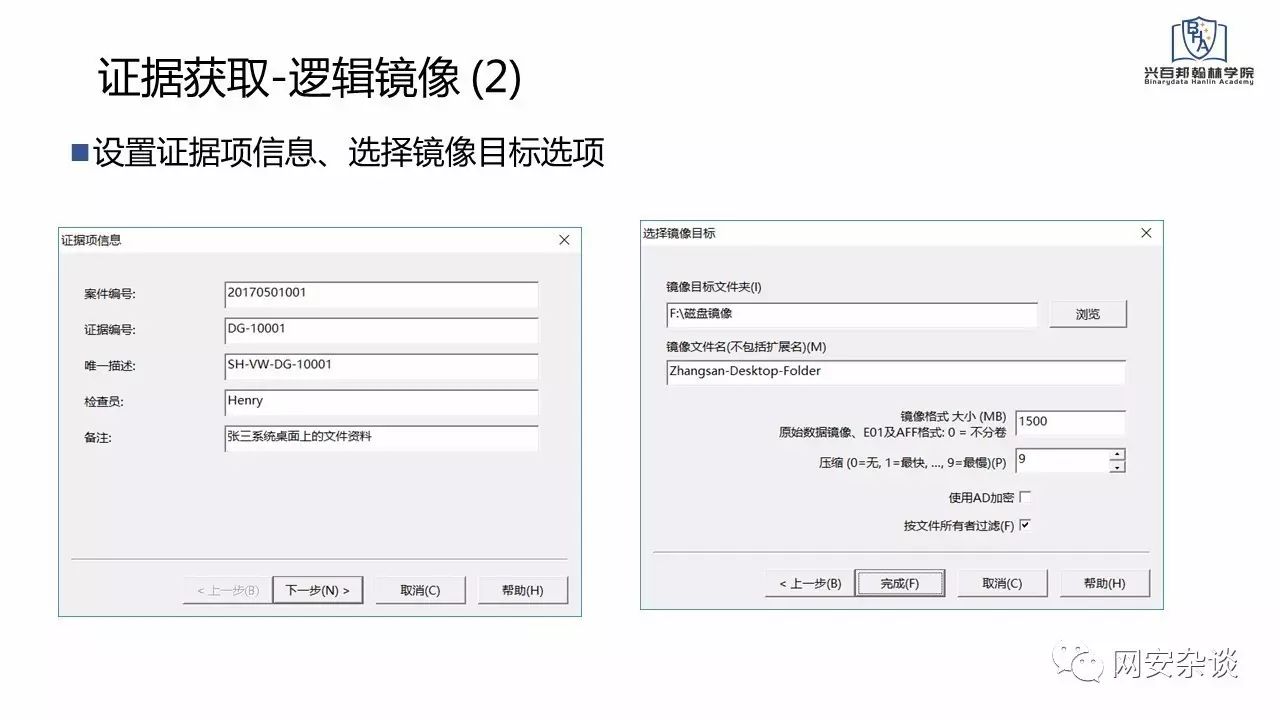 BHA
兴百邦翰林学院
Binarydata Hanlin Academy
证据获取-逻辑镜像 (2)
设置证据项信息、选择镜像目标选项
证据项信息
案件编号: 20170501001
证据编号: DG-10001
唯一描述: SH-VW-DG-10001
检查员: Henry
备注: 张三系统桌面上的文件资料
< 上一步(B) 下一步(N) > 取消(C) 帮助(H)
选择镜像目标
镜像目标文件夹(I)
F:\磁盘镜像 浏览
镜像文件名(不包括扩展名)(M)
Zhangsan-Desktop-Folder
镜像格式 大小 (MB) 1500
原始数据镜像、E01及AFF格式: 0 = 不分卷
压缩 (0=无, 1=最快, ..., 9=最慢)(P) 9
使用AD加密
按文件所有者过滤(F)
< 上一步(B) 完成(F) 取消(C) 帮助(H)
网安杂谈